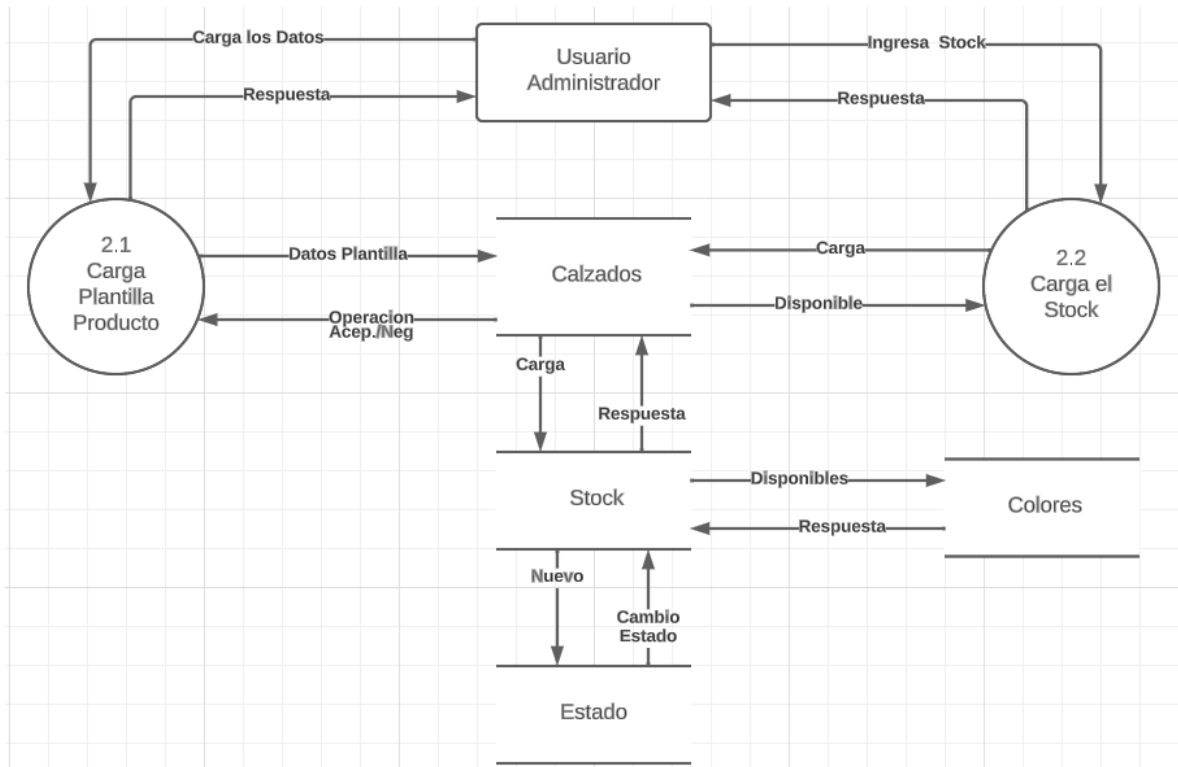 Carga los Datos
Usuario
Administrador
Ingresa Stock
Respuesta
Respuesta
2.1
Carga
Plantilla
Producto
Datos Plantilla
Calzados
Carga
2.2
Carga el
Stock
Disponible
Operacion
Acep./Neg
Carga
Respuesta
Stock
Disponibles
Colores
Respuesta
Nuevo
Cambio
Estado
Estado